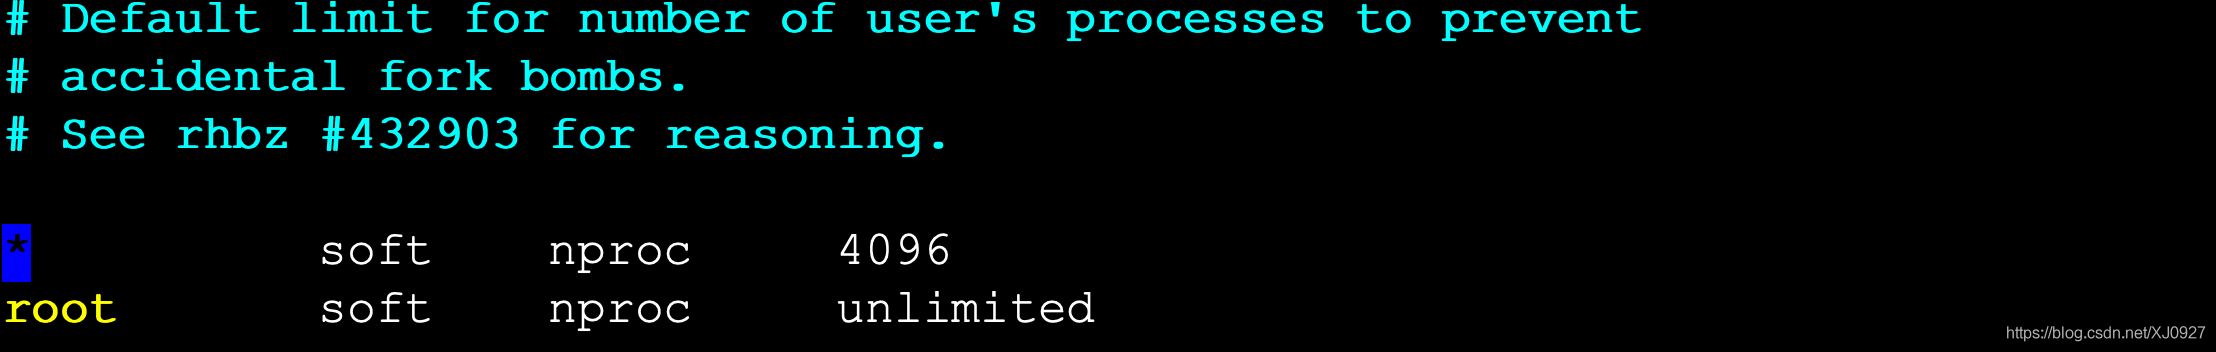 # Default limit for number of user's processes to prevent
# accidental fork bombs.
# See rhbz #432903 for reasoning.
* soft nproc 4096
root soft nproc unlimited
https://blog.csdn.net/XJ0927